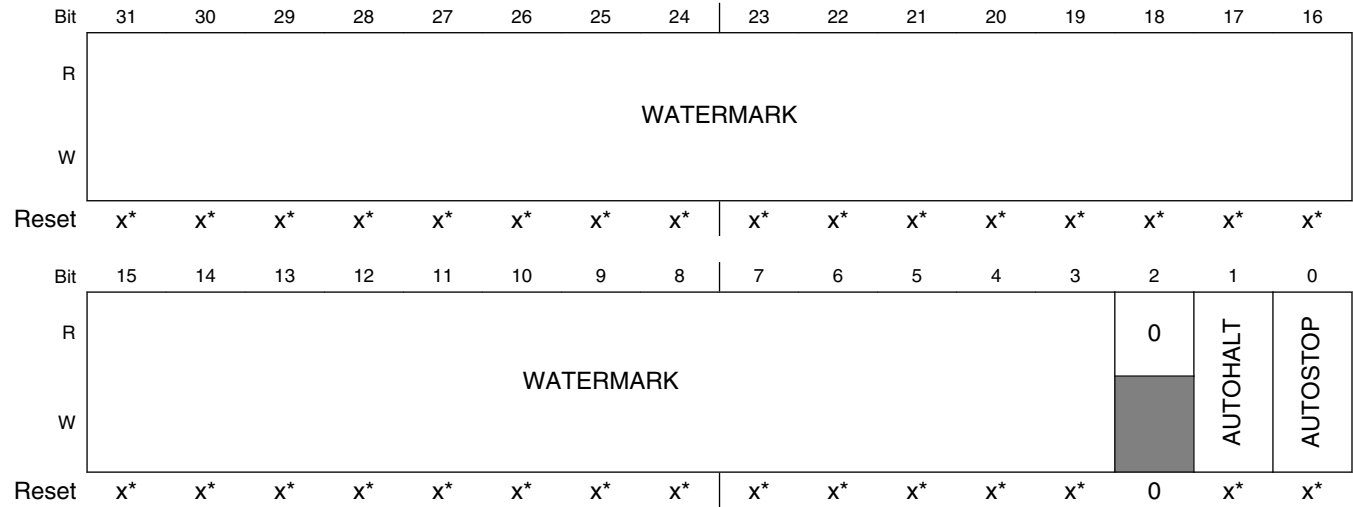 Bit 31 30 29 28 27 26 25 24 23 22 21 20 19 18 17 16
R
WATERMARK
W
Reset x* x* x* x* x* x* x* x* x* x* x* x* x* x* x* x*
Bit 15 14 13 12 11 10 9 8 7 6 5 4 3 2 1 0
R 0
WATERMARK AUTOHALT AUTOSTOP
W
Reset x* x* x* x* x* x* x* x* x* x* x* x* x* 0 x* x*